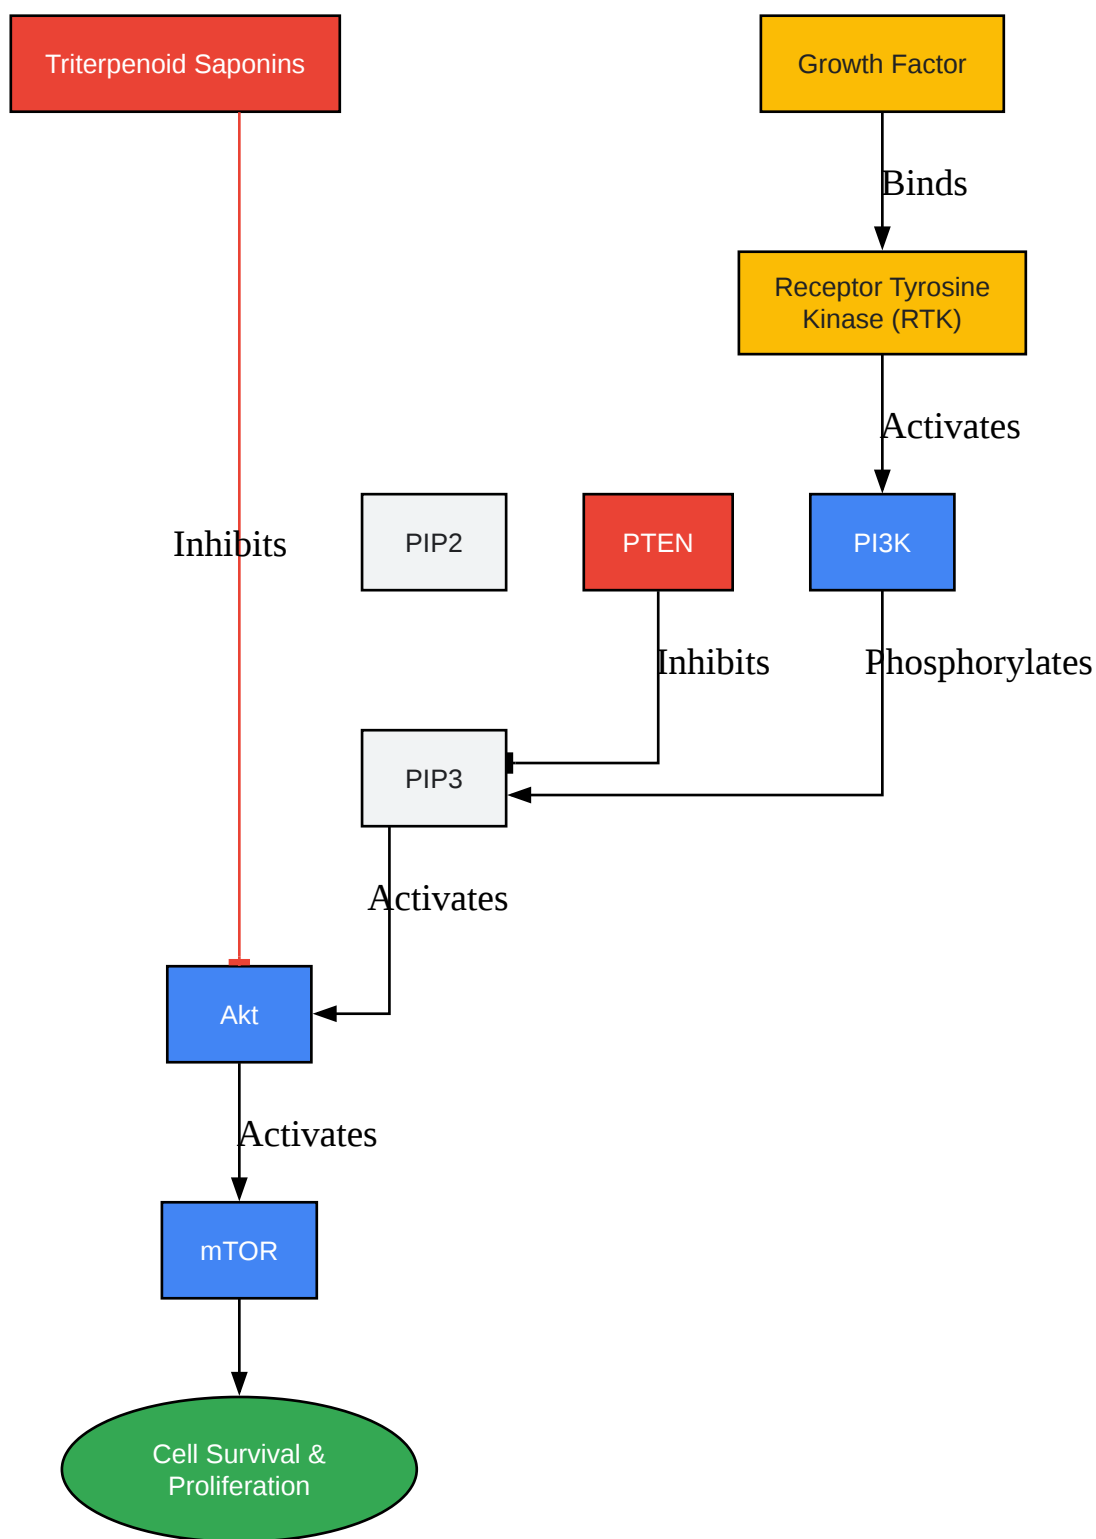 Triterpenoid Saponins
Growth Factor
Binds
Receptor Tyrosine
Kinase (RTK)
Activates
Inhibits
PIP2
PTEN
PI3K
Inhibits
Phosphorylates
PIP3
Activates
Akt
Activates
mTOR
Cell Survival &
Proliferation